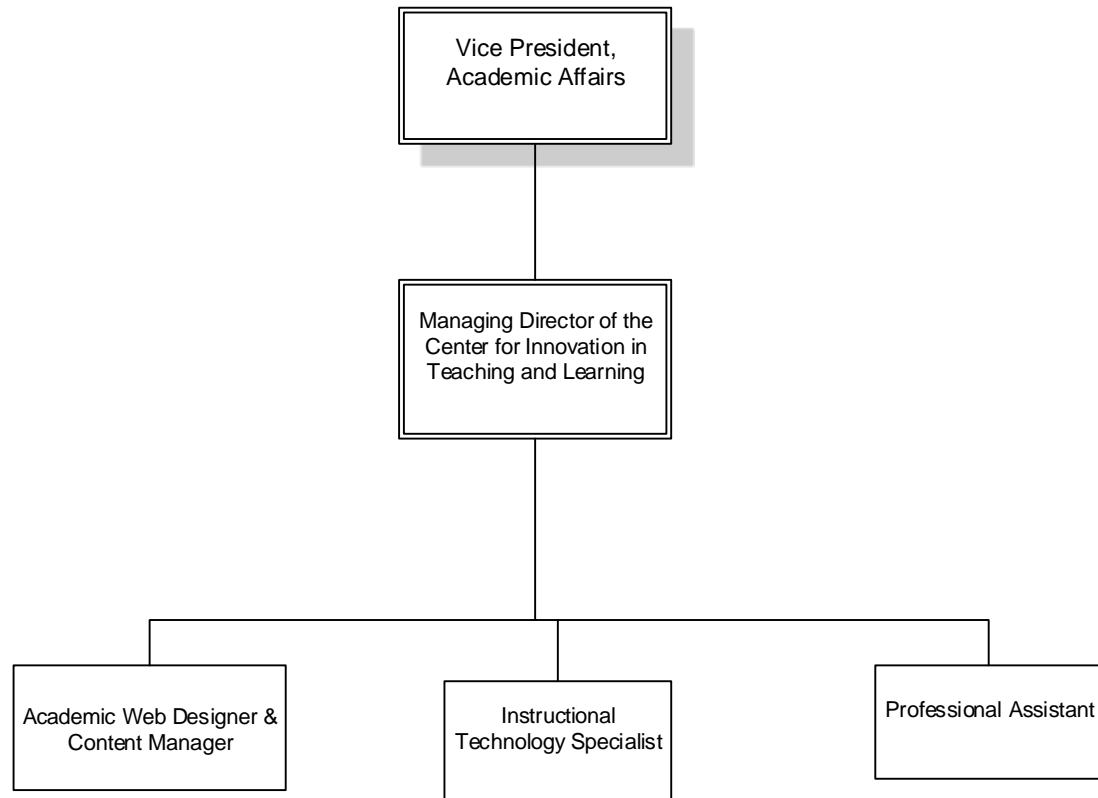 Vice President,
Academic Affairs
Managing Director of the
Center for Innovation in
Teaching and Learning
Academic Web Designer &
Content Manager
Instructional
Technology Specialist
Professional Assistant